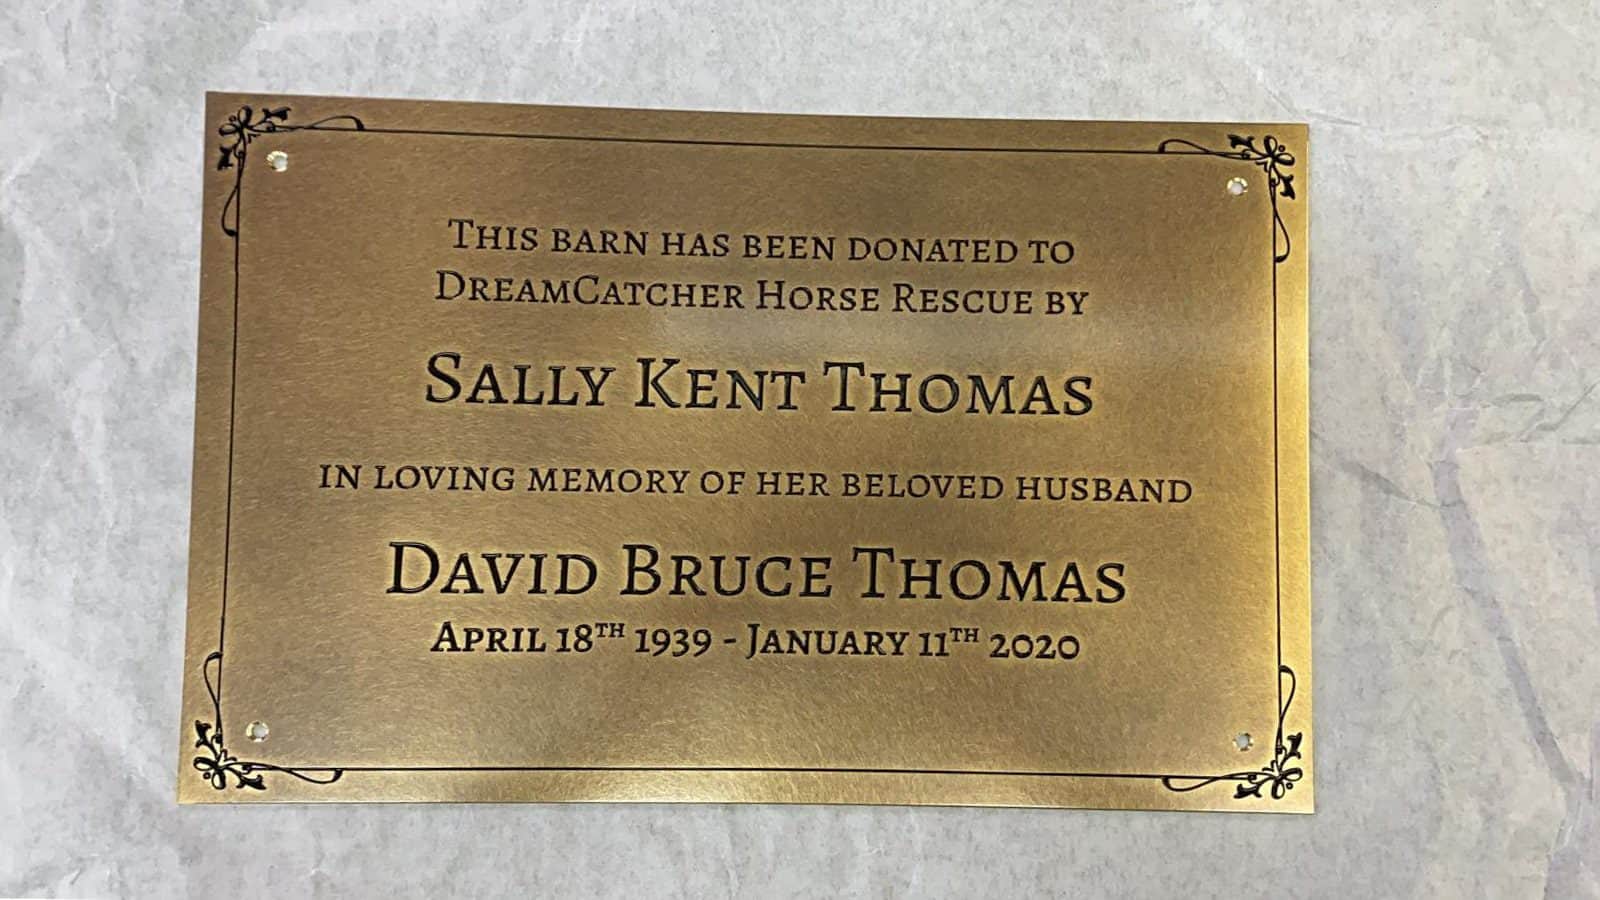 This barn has been donated to
DreamCatcher Horse Rescue by
Sally Kent Thomas
in loving memory of her beloved husband
David Bruce Thomas
April 18th 1939 - January 11th 2020